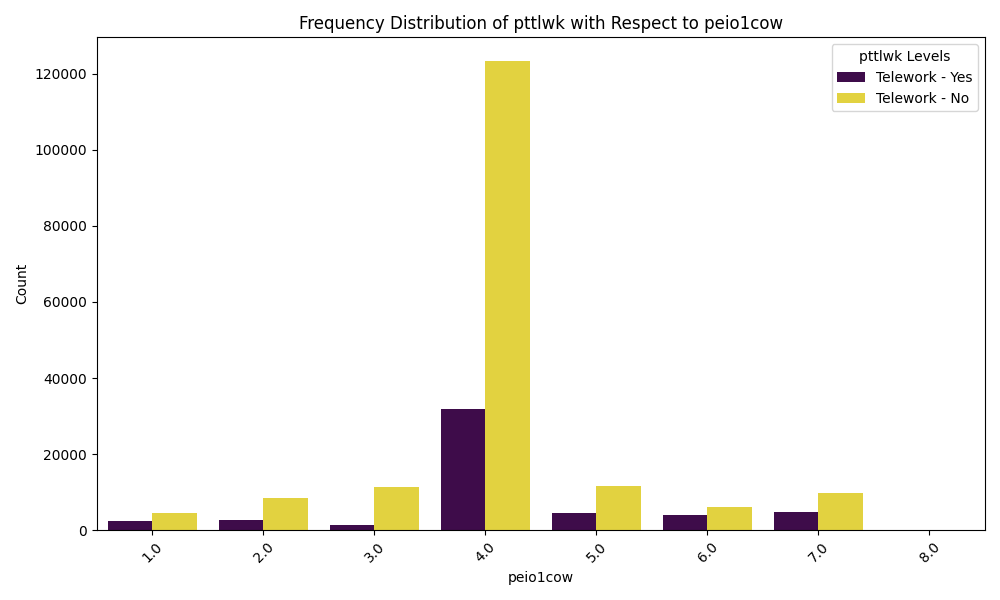 Frequency Distribution of pttlwk with Respect to peio1cow
pttlwk Levels
Telework - Yes
Telework - No
120000
100000
80000
60000
40000
20000
0
Count
1.0
2.0
3.0
4.0
5.0
6.0
7.0
8.0
peio1cow